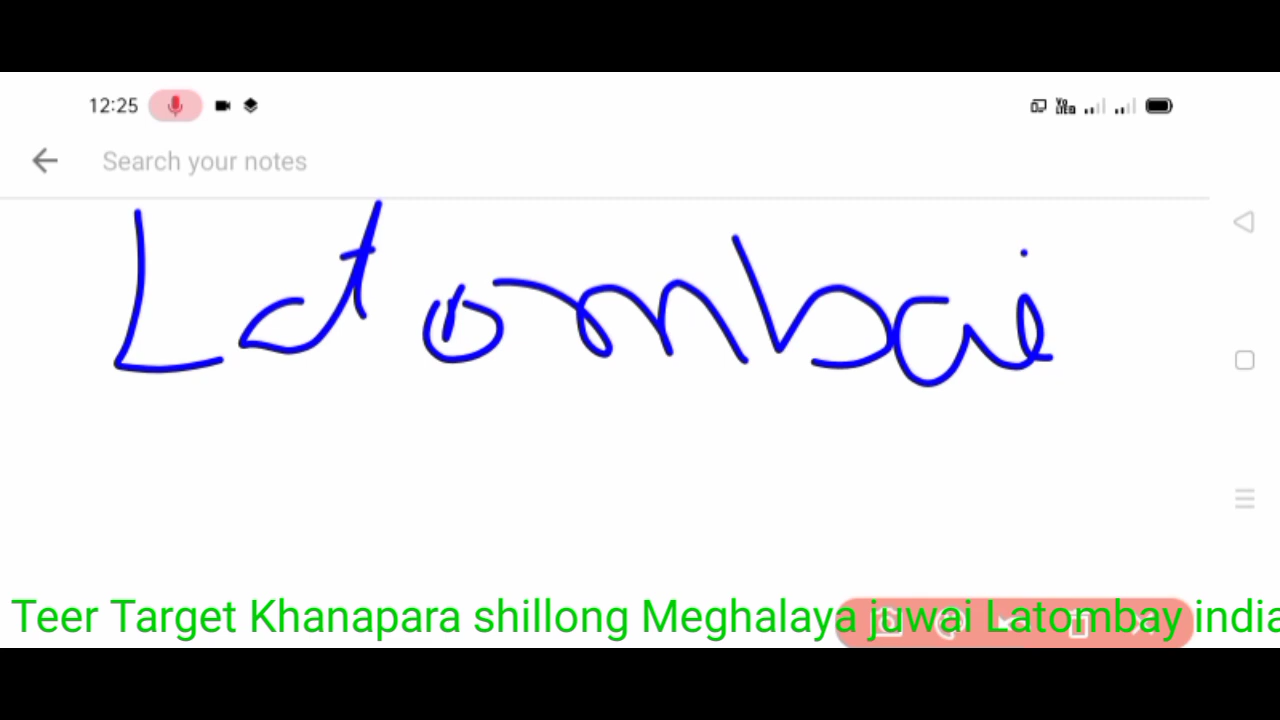 12:25
Search your notes
Latombai
Teer Target Khanapara shillong Meghalaya juwai Latombay india